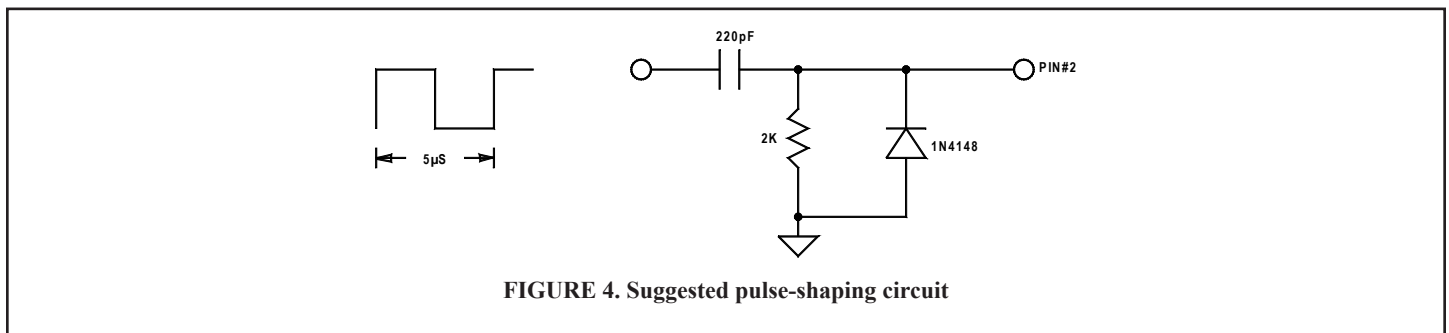 220pF
PIN#2
2K
1N4148
5µS
FIGURE 4. Suggested pulse-shaping circuit